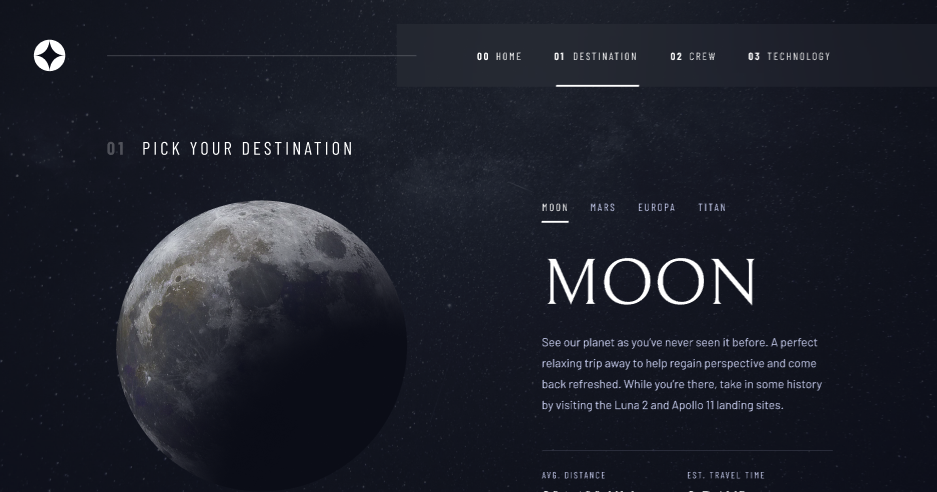 00 HOME 01 DESTINATION 02 CREW 03 TECHNOLOGY
01 PICK YOUR DESTINATION
MOON MARS EUROPA TITAN
MOON
See our planet as you've never seen it before. A perfect
relaxing trip away to help regain perspective and come
back refreshed. While you're there, take in some history
by visiting the Luna 2 and Apollo 11 landing sites.
AVG. DISTANCE EST. TRAVEL TIME